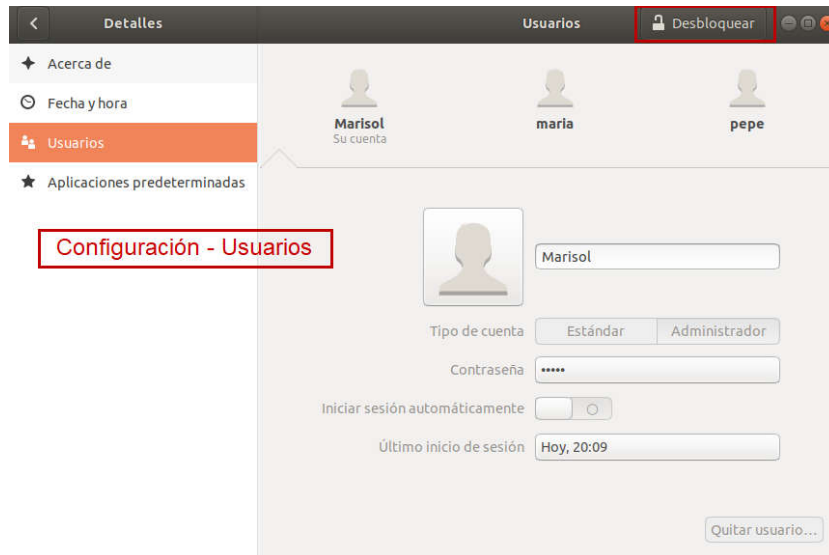 Detalles
Usuarios
Desbloquear
Acerca de
Fecha y hora
Usuarios
Aplicaciones predeterminadas
Marisol
Su cuenta
maria
pepe
Configuración - Usuarios
Marisol
Tipo de cuenta Estándar Administrador
Contraseña •••••
Iniciar sesión automáticamente
Último inicio de sesión Hoy, 20:09
Quitar usuario...